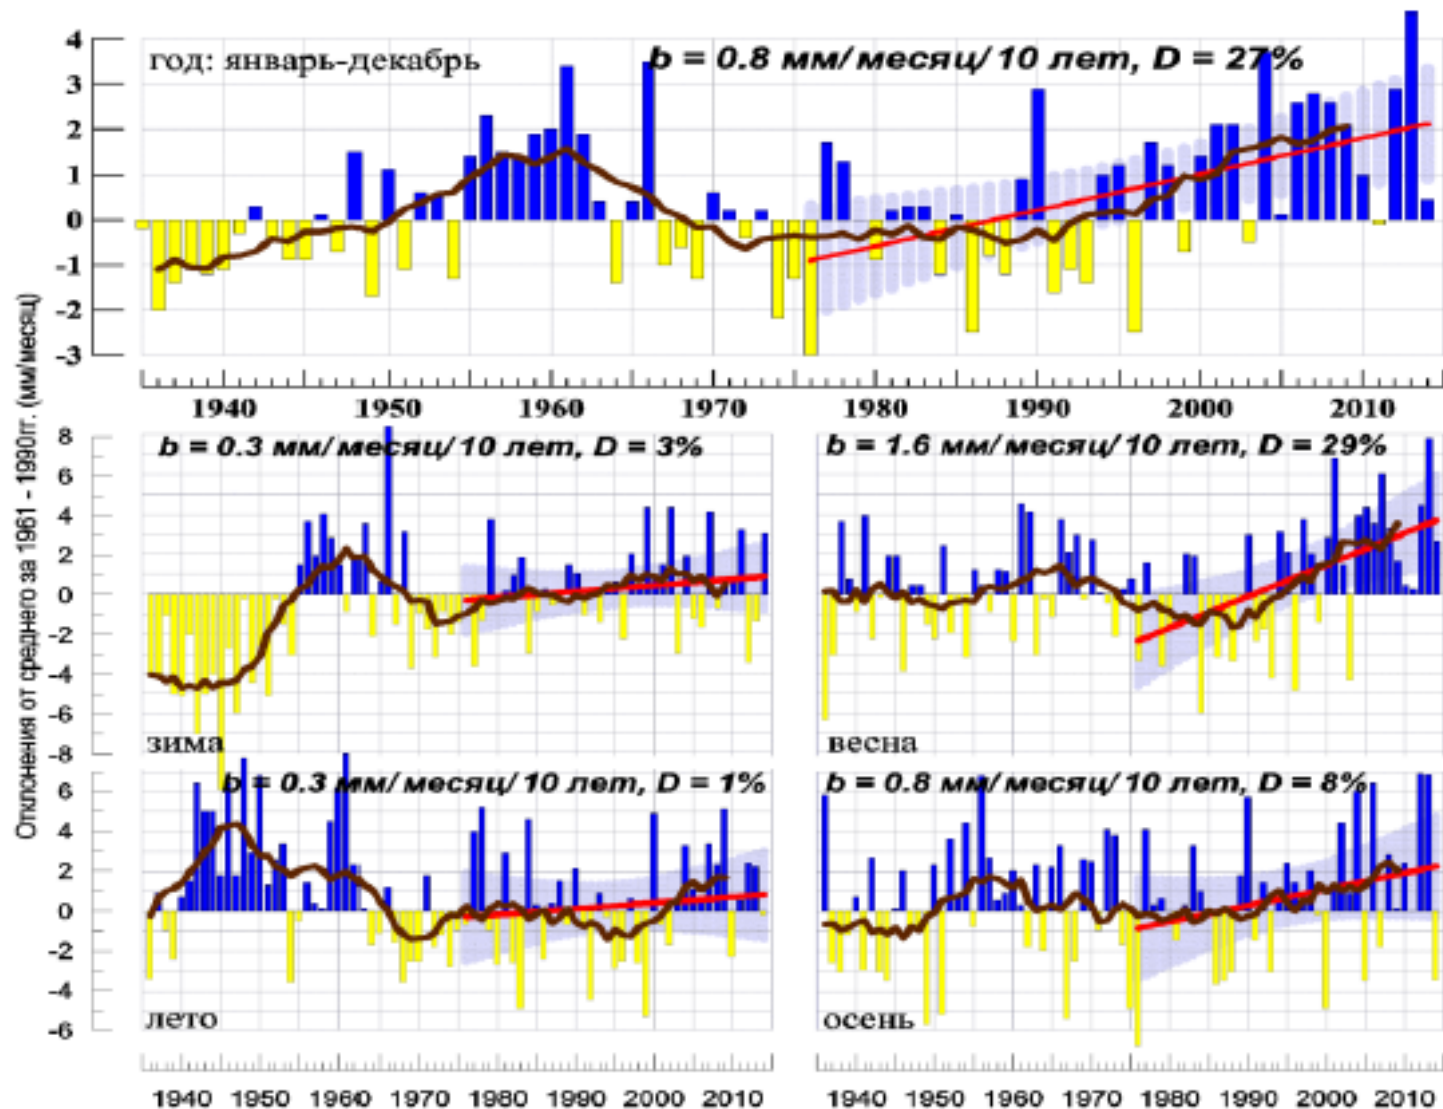 4
год: январь-декабрь
b = 0.8 мм/месяц/10 лет, D = 27%
3
2
1
0
-1
-2
-3
1940 1950 1960 1970 1980 1990 2000 2010
Отклонения от среднего за 1961 - 1990гг. (мм/месяц)
8
b = 0.3 мм/месяц/10 лет, D = 3%
b = 1.6 мм/месяц/10 лет, D = 29%
6
4
2
0
-2
-4
-6
-8
зима
весна
b = 0.3 мм/месяц/10 лет, D = 1%
b = 0.8 мм/месяц/10 лет, D = 8%
6
4
2
0
-2
-4
-6
лето
осень
1940 1950 1960 1970 1980 1990 2000 2010
1940 1950 1960 1970 1980 1990 2000 2010